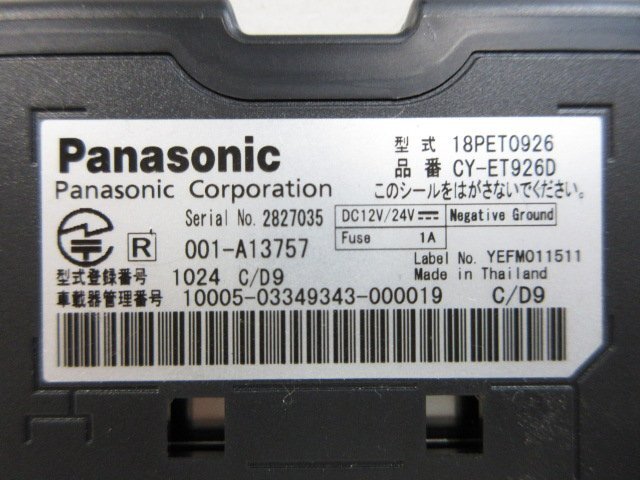 Panasonic
型式 18PET0926
品番 CY-ET926D
Panasonic Corporation
このシールをはがさないでください。
Serial No. 2827035
DC12V/24V⎓ Negative Ground
Fuse 1A
R 001-A13757
Label No. YEFM011511
型式登録番号 1024 C/D9
Made in Thailand
車載器管理番号 10005-03349343-000019 C/D9